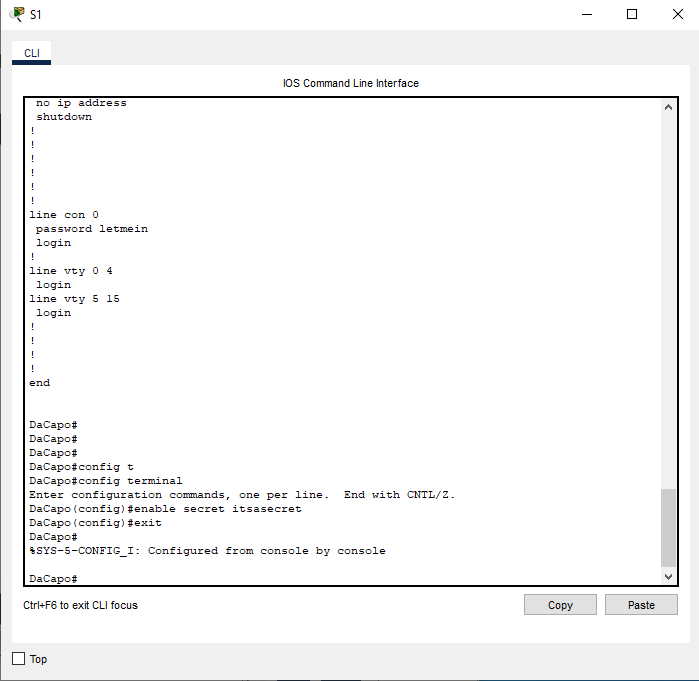 S1
CLI
IOS Command Line Interface
no ip address
shutdown
!
!
!
!
!
!
line con 0
password letmein
login
!
line vty 0 4
login
line vty 5 15
login
!
!
!
!
end
DaCapo#
DaCapo#
DaCapo#
DaCapo#config t
DaCapo#config terminal
Enter configuration commands, one per line.  End with CNTL/Z.
DaCapo(config)#enable secret itsasecret
DaCapo(config)#exit
DaCapo#
%SYS-5-CONFIG_I: Configured from console by console
DaCapo#
Ctrl+F6 to exit CLI focus
Copy
Paste
Top